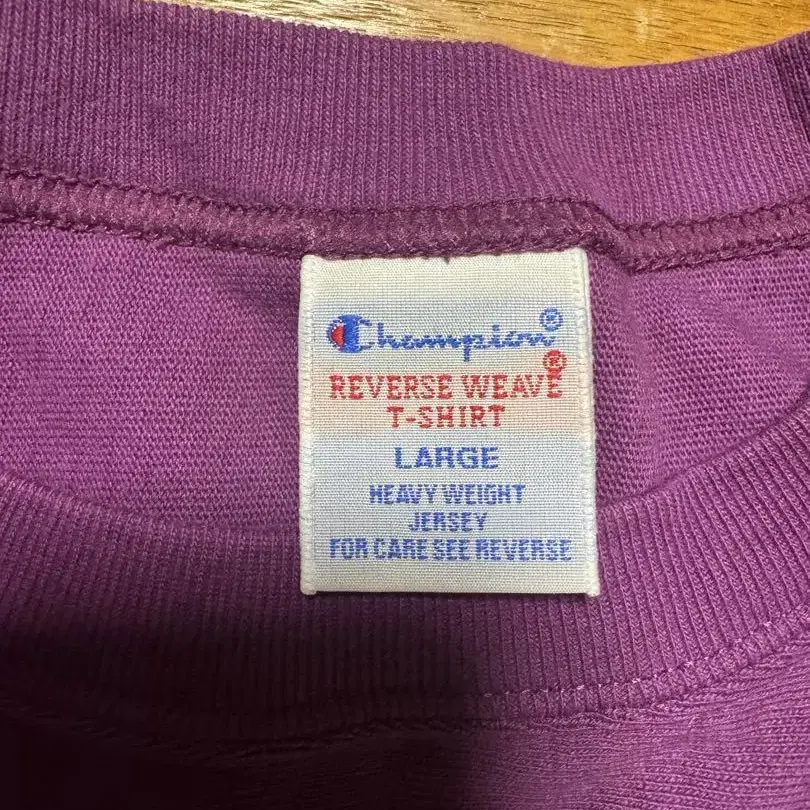 Champion®
REVERSE WEAVE®
T-SHIRT
LARGE
HEAVY WEIGHT
JERSEY
FOR CARE SEE REVERSE